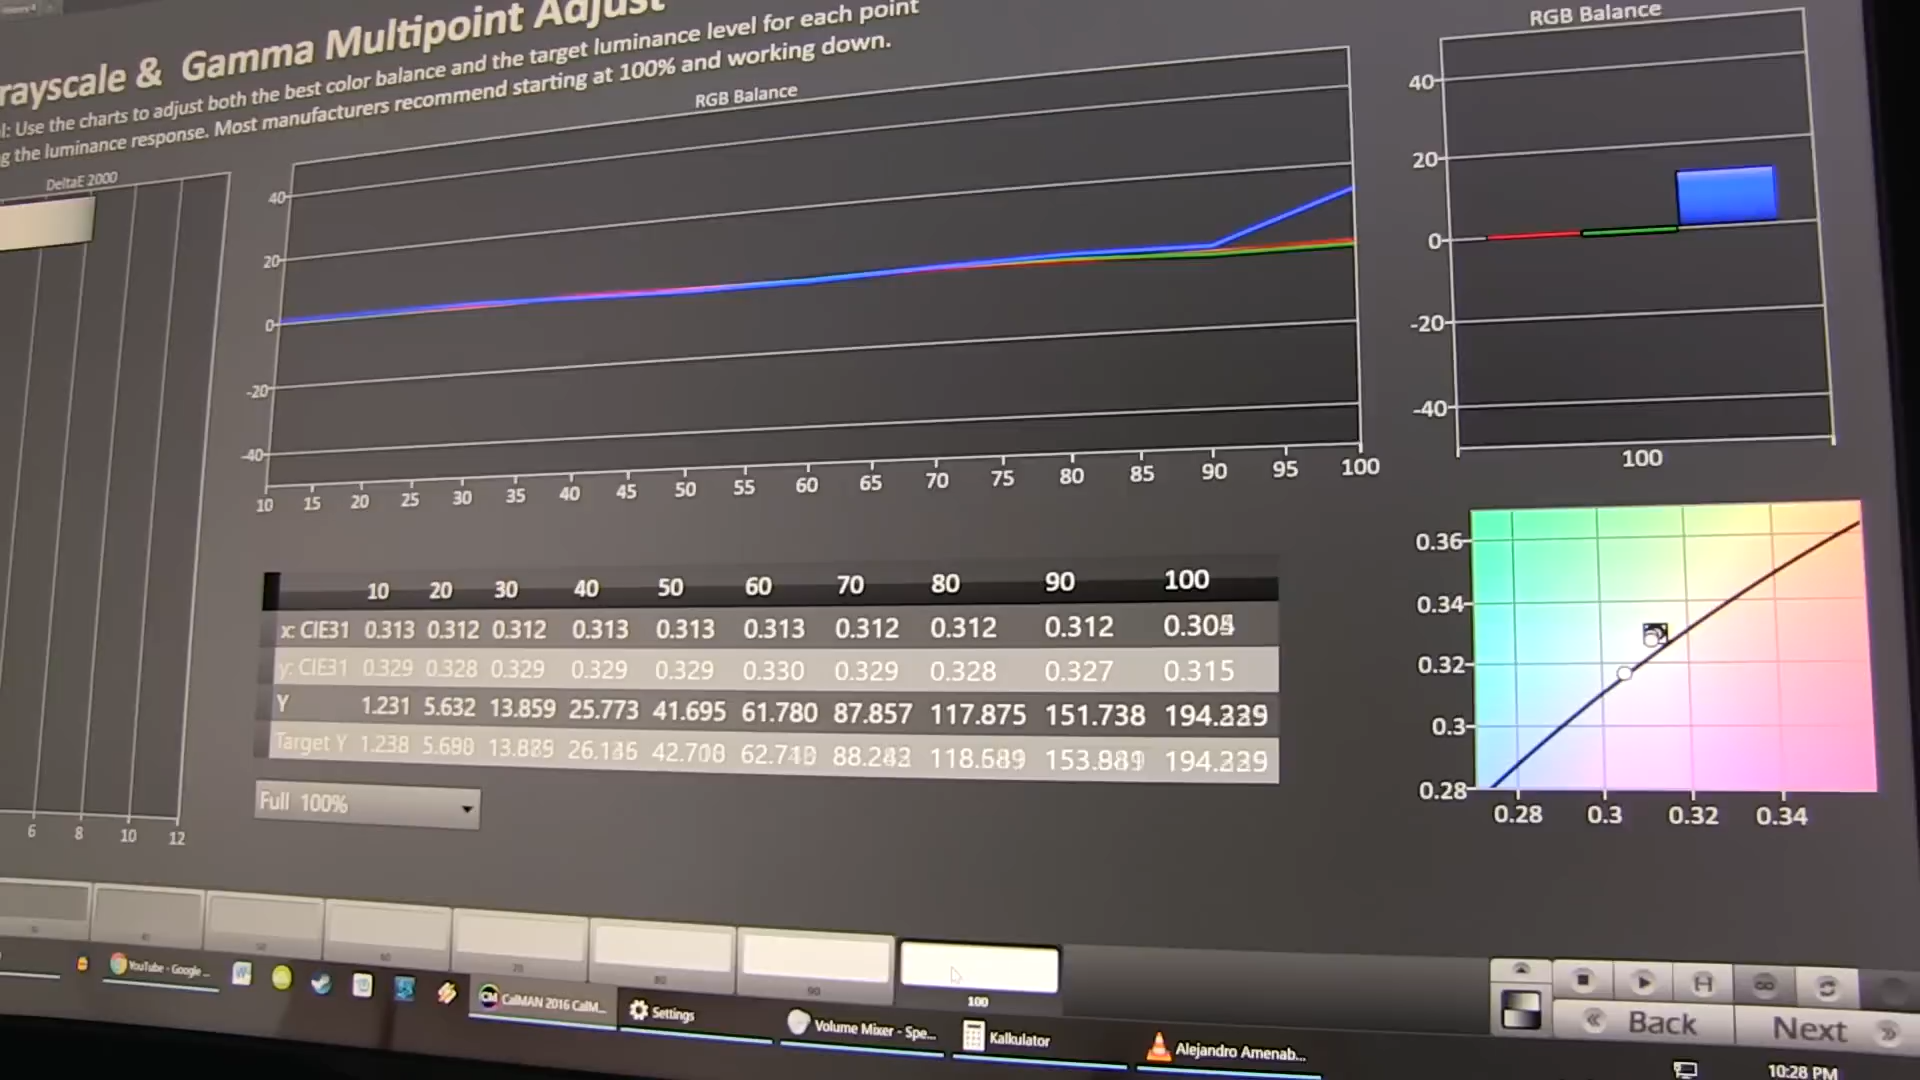 rayscale & Gamma Multipoint Adjust
l: Use the charts to adjust both the best color balance and the target luminance level for each point
g the luminance response. Most manufacturers recommend starting at 100% and working down.
DeltaE 2000
6 8 10 12
RGB Balance
40
20
0
-20
-40
10 15 20 25 30 35 40 45 50 55 60 65 70 75 80 85 90 95 100
RGB Balance
40
20
0
-20
-40
100
10 20 30 40 50 60 70 80 90 100
x: CIE31 0.313 0.312 0.312 0.313 0.313 0.313 0.312 0.312 0.312
y: CIE31 0.329 0.328 0.329 0.329 0.329 0.330 0.329 0.328 0.327 0.315
Y 1.231 5.632 13.859 25.773 41.695 61.780 87.857 117.875 151.738
Target Y 1.238
Full 100%
0.36
0.34
0.32
0.3
0.28
0.28 0.3 0.32 0.34
80 90 100
Back Next
YouTube - Google ...
CalMAN 2016 CalM...
Settings
Volume Mixer - Spe...
Kalkulator
Alejandro Amenab...
10:28 PM